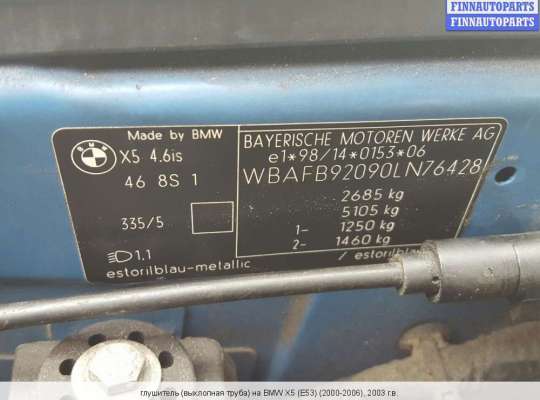 FINNAUTOPARTS
FINNAUTOPARTS
Made by BMW
BMW
X5 4.6is
46 8S 1
335/5
1.1
estorilblau-metallic
BAYERISCHE MOTOREN WERKE AG
e1*98/14*0153*06
WBAFB92090LN76428
2685 kg
5105 kg
1- 1250 kg
2- 1460 kg
/ estorilblau
глушитель (выхлопная труба) на BMW X5 (E53) (2000-2006), 2003 г.в.